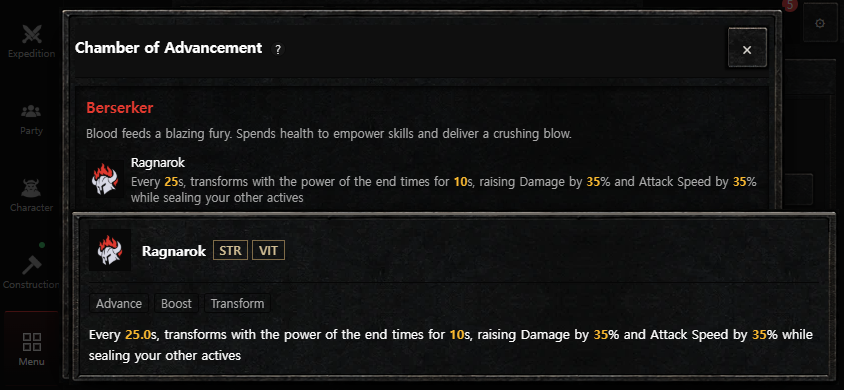 5
Chamber of Advancement ?
×
Expedition
Berserker
Blood feeds a blazing fury. Spends health to empower skills and deliver a crushing blow.
Party
Ragnarok
Every 25s, transforms with the power of the end times for 10s, raising Damage by 35% and Attack Speed by 35%
while sealing your other actives
Character
Ragnarok STR VIT
Construction
Advance Boost Transform
Every 25.0s, transforms with the power of the end times for 10s, raising Damage by 35% and Attack Speed by 35% while
sealing your other actives
Menu